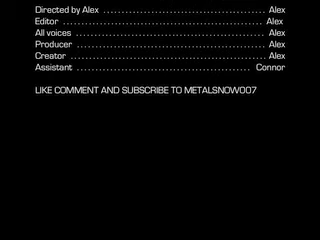 Directed by Alex ............................................ Alex
Editor ...................................................... Alex
All voices .................................................. Alex
Producer .................................................... Alex
Creator ..................................................... Alex
Assistant ............................................... Connor
LIKE COMMENT AND SUBSCRIBE TO METALSNOW007